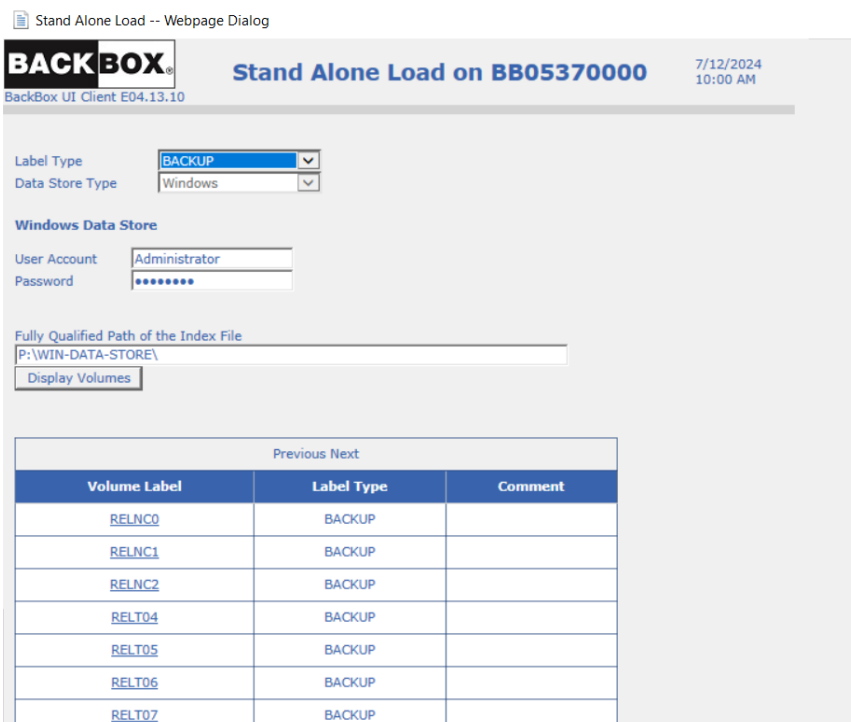 Stand Alone Load -- Webpage Dialog
BACKBOX®
BackBox UI Client E04.13.10
Stand Alone Load on BB05370000
7/12/2024
10:00 AM
Label Type BACKUP
Data Store Type Windows
Windows Data Store
User Account Administrator
Password ••••••••
Fully Qualified Path of the Index File
P:\WIN-DATA-STORE\
Display Volumes
Previous Next
Volume Label Label Type Comment
RELNC0 BACKUP
RELNC1 BACKUP
RELNC2 BACKUP
RELT04 BACKUP
RELT05 BACKUP
RELT06 BACKUP
RELT07 BACKUP